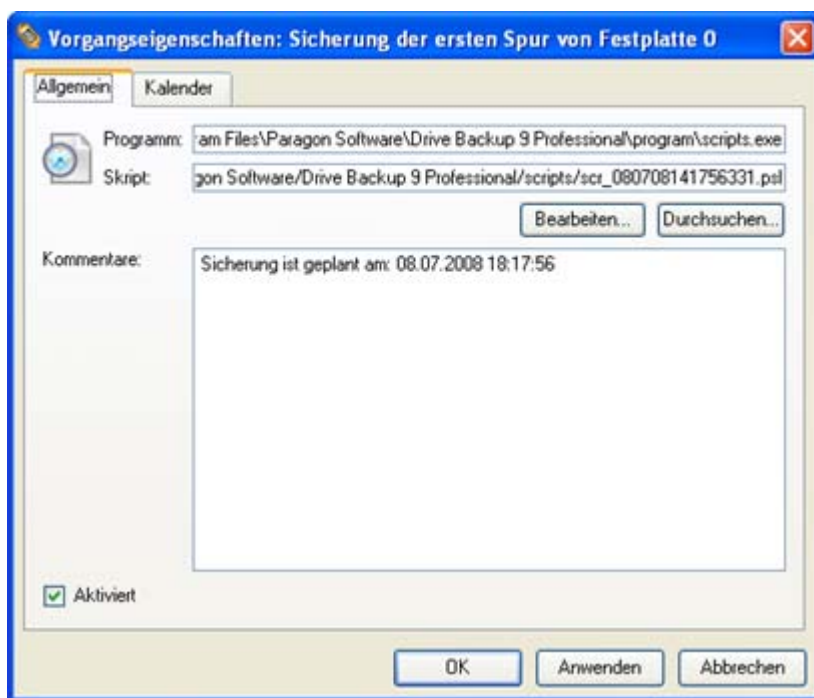 Vorgangseigenschaften: Sicherung der ersten Spur von Festplatte 0
Allgemein Kalender
Programm: am Files\Paragon Software\Drive Backup 9 Professional\program\scripts.exe
Skript: gon Software/Drive Backup 9 Professional/scripts/scr_080708141756331.psl
Bearbeiten... Durchsuchen...
Kommentare: Sicherung ist geplant am: 08.07.2008 18:17:56
Aktiviert
OK Anwenden Abbrechen